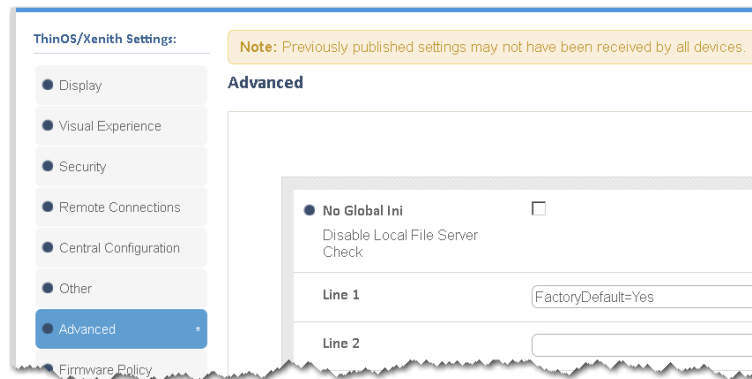 ThinOS/Xenith Settings:
Note: Previously published settings may not have been received by all devices.
Display
Visual Experience
Security
Remote Connections
Central Configuration
Other
Advanced *
Firmware Policy
Advanced
No Global Ini
Disable Local File Server
Check
Line 1
FactoryDefault=Yes
Line 2